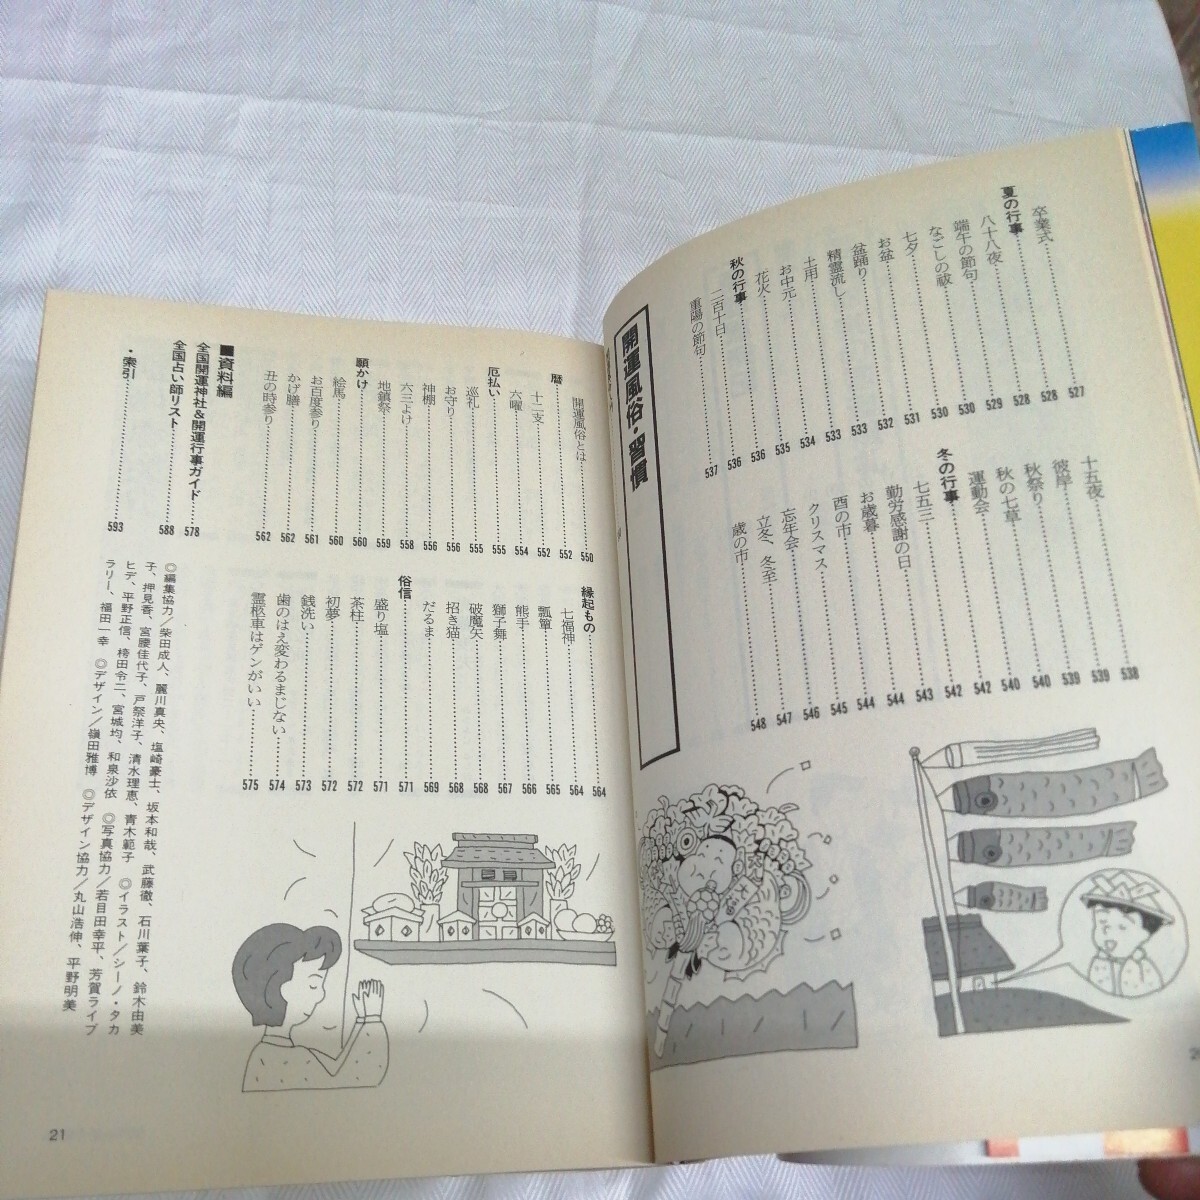 卒業式 527
夏の行事 528
八十八夜 528
端午の節句 529
なごしの祓 530
七夕 530
お盆 531
盆踊り 532
精霊流し 533
土用 533
お中元 534
花火 535
秋の行事 536
二百十日 536
重陽の節句 537
十五夜 538
彼岸 539
秋祭り 539
秋の七草 540
運動会 540
冬の行事 542
七五三 542
勤労感謝の日 543
お歳暮 544
酉の市 544
クリスマス 545
忘年会 546
立冬、冬至 547
歳の市 548
開運風俗・習慣
開運風俗とは 550
暦 552
十二支 552
六曜 554
厄払い 555
巡礼 555
お守り 556
神棚 556
六三よけ 558
地鎮祭 559
願かけ 560
絵馬 560
お百度参り 561
かげ膳 562
丑の時参り 562
縁起もの 564
七福神 564
瓢箪 565
熊手 566
獅子舞 567
破魔矢 568
招き猫 568
だるま 569
俗信 571
盛り塩 571
茶柱 572
初夢 572
銭洗い 573
歯のはえ変わるまじない 574
霊柩車はゲンがいい 575
■資料編
全国開運神社&開運行事ガイド 578
全国占い師リスト 588
・索引 593
◎編集協力／柴田成人、麗川真央、塩崎豪士、坂本和哉、武藤徹、石川葉子、鈴木由美
子、押見香、宮腰佳代子、戸祭洋子、清水理恵、青木範子 ◎イラスト／シーノ・タカ
ヒデ、平野正信、袴田令二、宮城均、和泉沙依 ◎写真協力／若目田幸平、芳賀ライブ
ラリー、福田一幸 ◎デザイン／嶺田雅博 ◎デザイン協力／丸山浩伸、平野明美
21